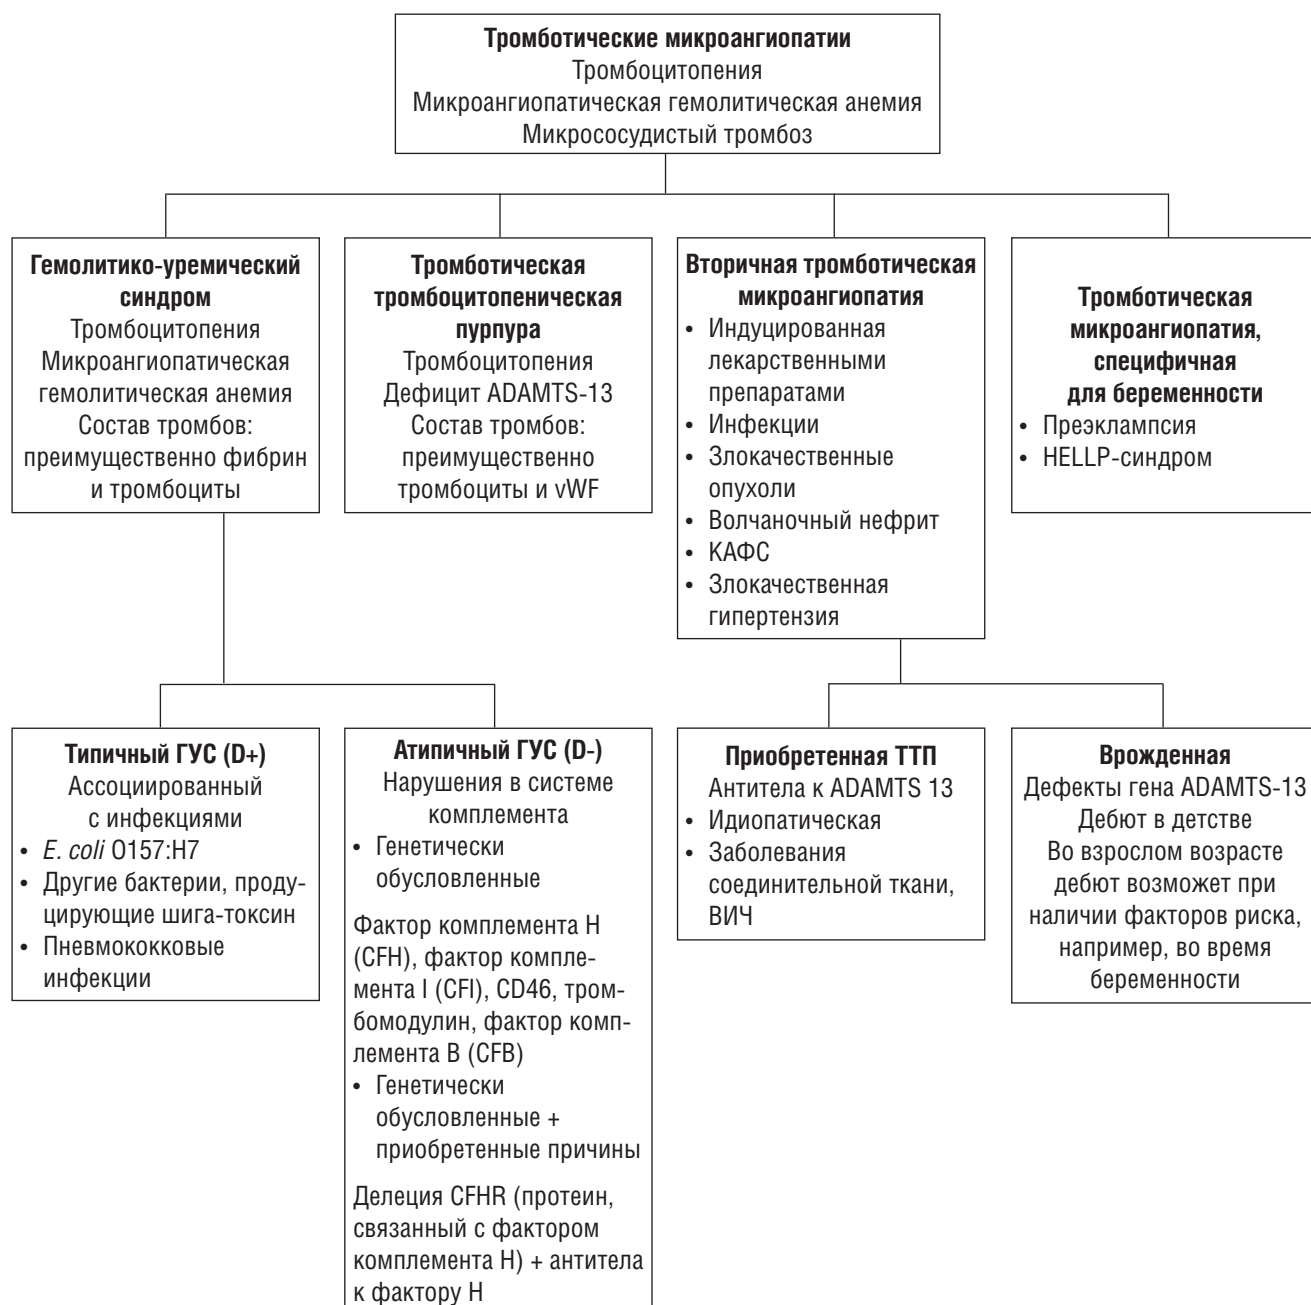 Тромботические микроангиопатии
Тромбоцитопения
Микроангиопатическая гемолитическая анемия
Микрососудистый тромбоз
Гемолитико-уремический
синдром
Тромбоцитопения
Микроангиопатическая
гемолитическая анемия
Состав тромбов:
преимущественно фибрин
и тромбоциты
Тромботическая
тромбоцитопеническая
пурпура
Тромбоцитопения
Дефицит ADAMTS-13
Состав тромбов:
преимущественно
тромбоциты и vWF
Вторичная тромботическая
микроангиопатия
• Индуцированная
лекарственными
препаратами
• Инфекции
• Злокачественные
опухоли
• Волчаночный нефрит
• КАФС
• Злокачественная
гипертензия
Тромботическая
микроангиопатия,
специфичная
для беременности
• Преэклампсия
• HELLP-синдром
Типичный ГУС (D+)
Ассоциированный
с инфекциями
• E. coli O157:H7
• Другие бактерии, проду-
цирующие шига-токсин
• Пневмококковые
инфекции
Атипичный ГУС (D-)
Нарушения в системе
комплемента
• Генетически
обусловленные
Фактор комплемента H
(CFH), фактор компле-
мента I (CFI), CD46, тром-
бомодулин, фактор комп-
лемента B (CFB)
• Генетически
обусловленные +
приобретенные причины
Делеция CFHR (протеин,
связанный с фактором
комплемента H) + антитела
к фактору H
Приобретенная ТТП
Антитела к ADAMTS 13
• Идиопатическая
• Заболевания
соединительной ткани,
ВИЧ
Врожденная
Дефекты гена ADAMTS-13
Дебют в детстве
Во взрослом возрасте
дебют возможет при
наличии факторов риска,
например, во время
беременности